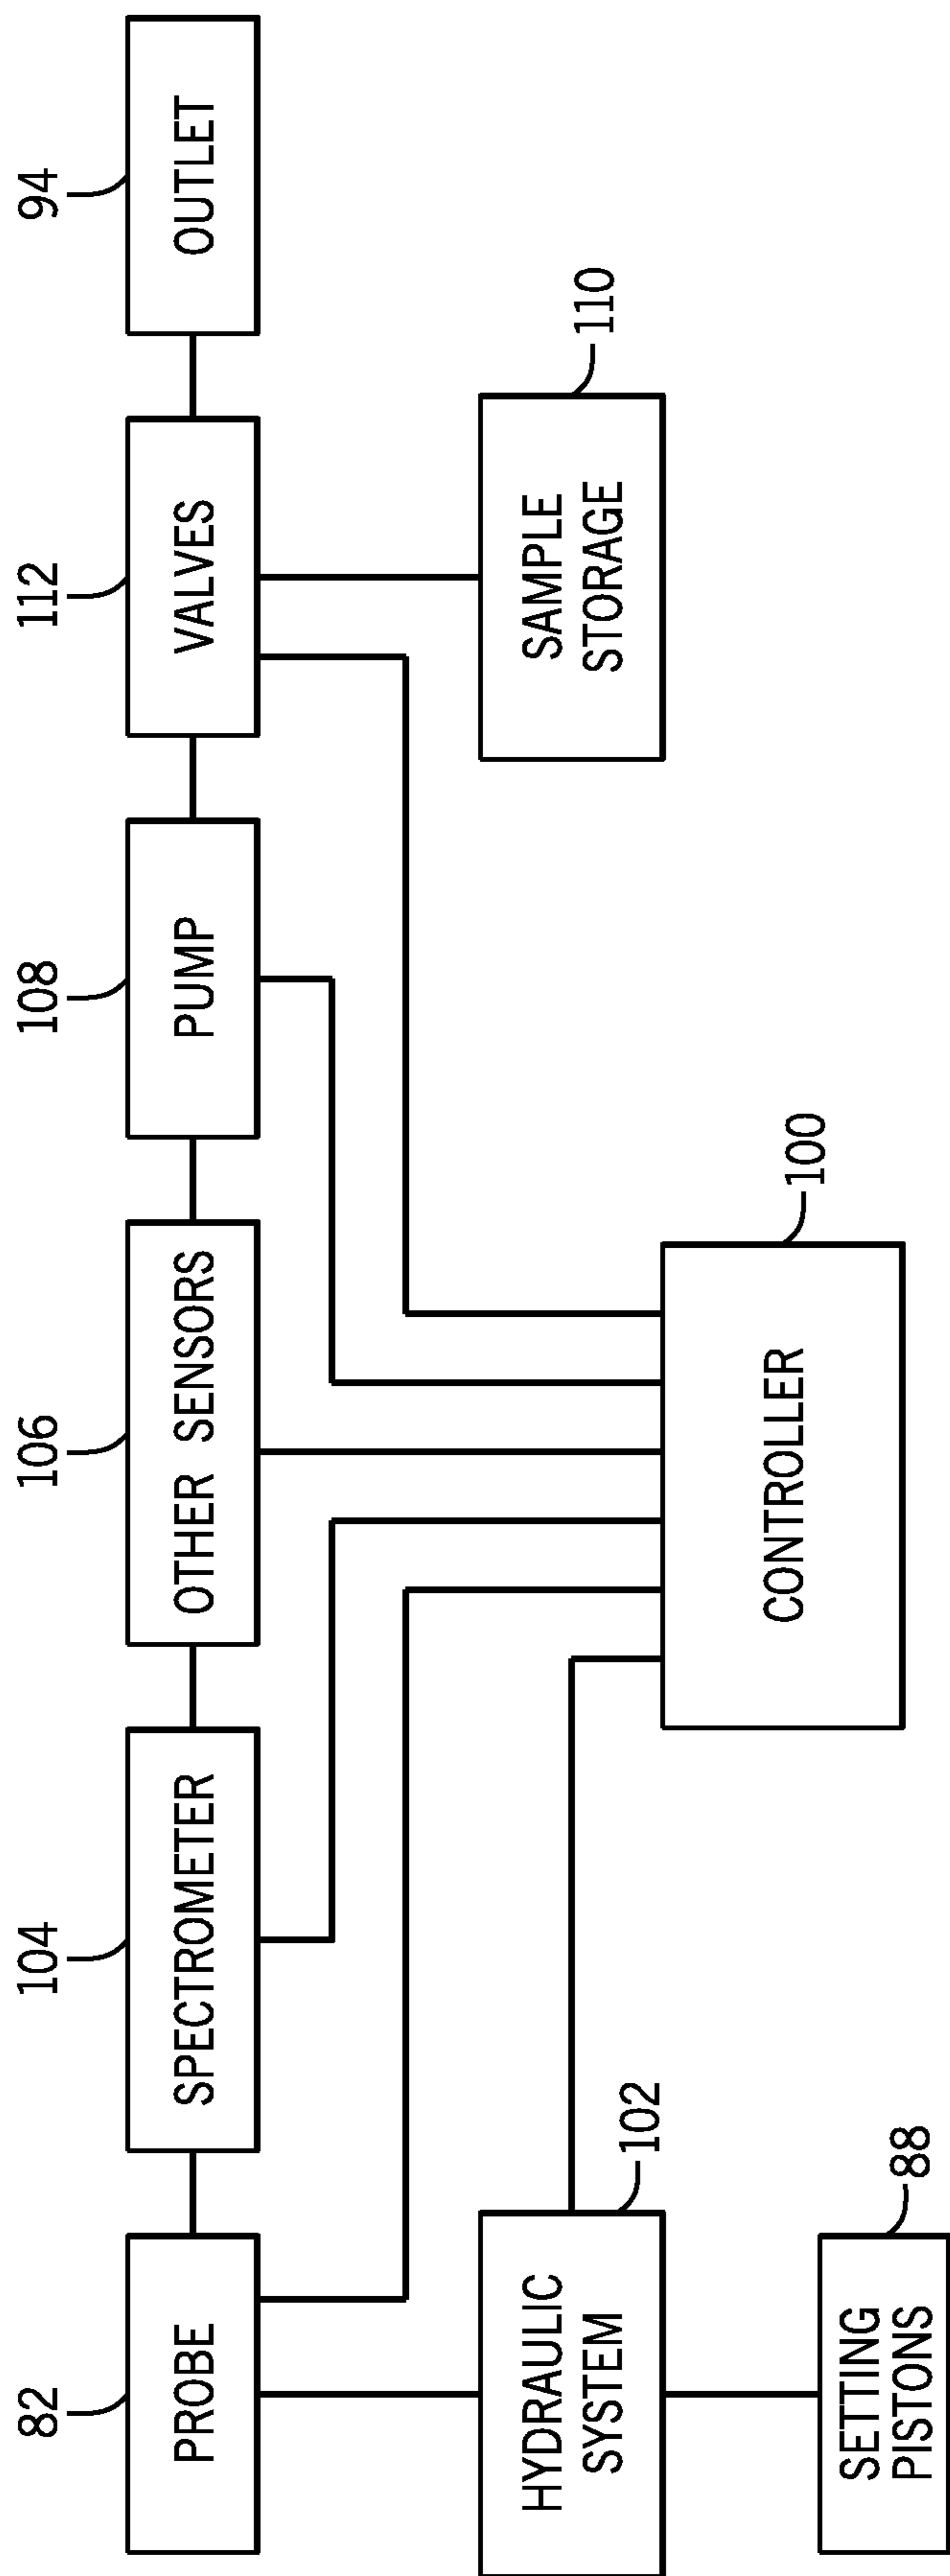 82
104
106
108
112
94
PROBE
SPECTROMETER
OTHER SENSORS
PUMP
VALVES
OUTLET
102
110
HYDRAULIC
SYSTEM
SAMPLE
STORAGE
88
100
SETTING
PISTONS
CONTROLLER